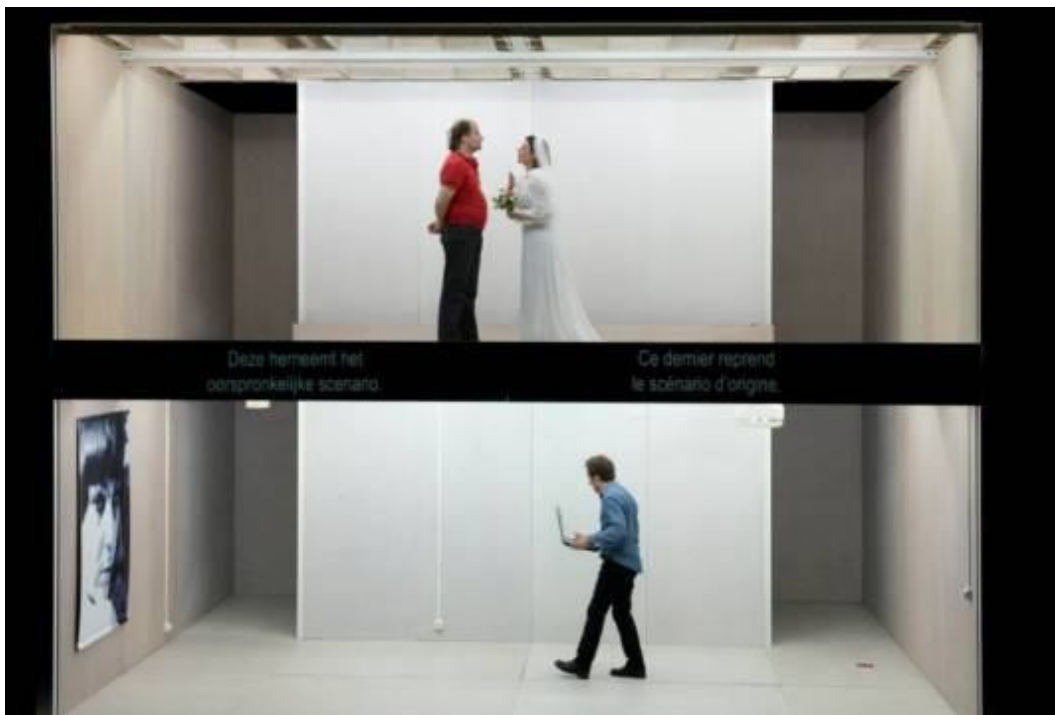 Deze herneemt het
oorspronkelijke scenario.
Ce dernier reprend
le scénario d'origine.